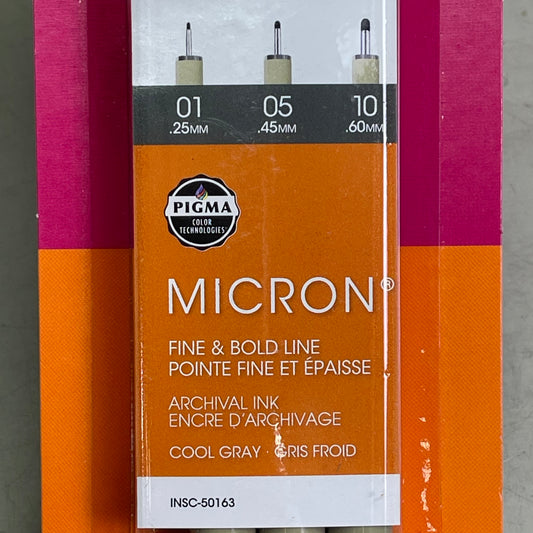 01 05 10
.25MM .45MM .60MM
PIGMA
COLOR
TECHNOLOGIES
MICRON®
FINE & BOLD LINE
POINTE FINE ET ÉPAISSE
ARCHIVAL INK
ENCRE D'ARCHIVAGE
COOL GRAY · GRIS FROID
INSC-50163